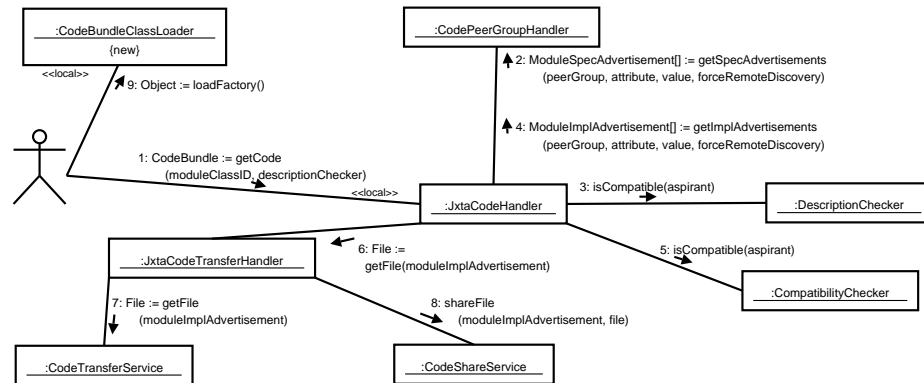 :CodeBundleClassLoader
{new}
<<local>>
9: Object := loadFactory()
:CodePeerGroupHandler
2: ModuleSpecAdvertisement[] := getSpecAdvertisements
(peerGroup, attribute, value, forceRemoteDiscovery)
4: ModuleImplAdvertisement[] := getImplAdvertisements
(peerGroup, attribute, value, forceRemoteDiscovery)
1: CodeBundle := getCode
(moduleClassID, descriptionChecker)
<<local>>
:JxtaCodeHandler
3: isCompatible(aspirant)
:DescriptionChecker
6: File :=
getFile(moduleImplAdvertisement)
:JxtaCodeTransferHandler
5: isCompatible(aspirant)
:CompatibilityChecker
7: File := getFile
(moduleImplAdvertisement)
8: shareFile
(moduleImplAdvertisement, file)
:CodeTransferService
:CodeShareService